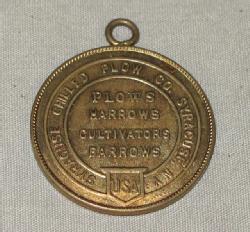 SYRACUSE CHILLED PLOW CO. SYRACUSE N.Y.
PLOWS
HARROWS
CULTIVATORS
BARROWS
USA